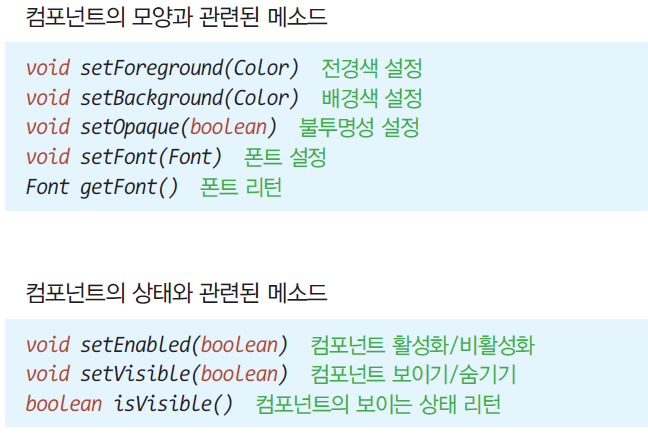 컴포넌트의 모양과 관련된 메소드
void setForeground(Color) 전경색 설정
void setBackground(Color) 배경색 설정
void setOpaque(boolean) 불투명성 설정
void setFont(Font) 폰트 설정
Font getFont() 폰트 리턴
컴포넌트의 상태와 관련된 메소드
void setEnabled(boolean) 컴포넌트 활성화/비활성화
void setVisible(boolean) 컴포넌트 보이기/숨기기
boolean isVisible() 컴포넌트의 보이는 상태 리턴